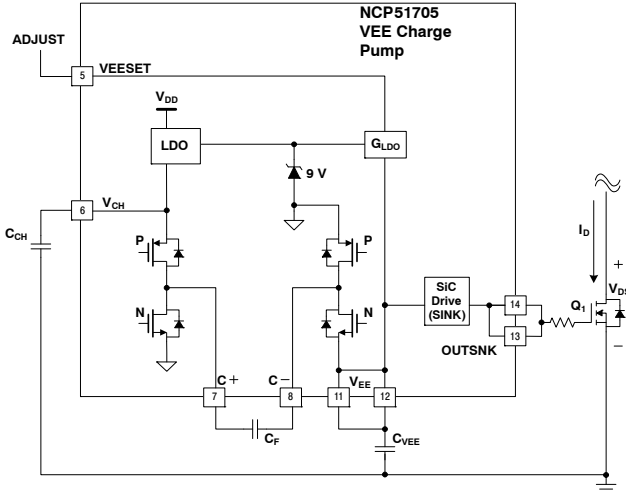 NCP51705
VEE Charge
Pump
ADJUST
5
VEESET
VDD
LDO
GLDO
9 V
6
VCH
CCH
P
P
N
N
SiC
Drive
(SINK)
14
13
OUTSNK
Q1
ID
+
VDS
−
C+
C−
VEE
7
8
11
12
CF
CVEE